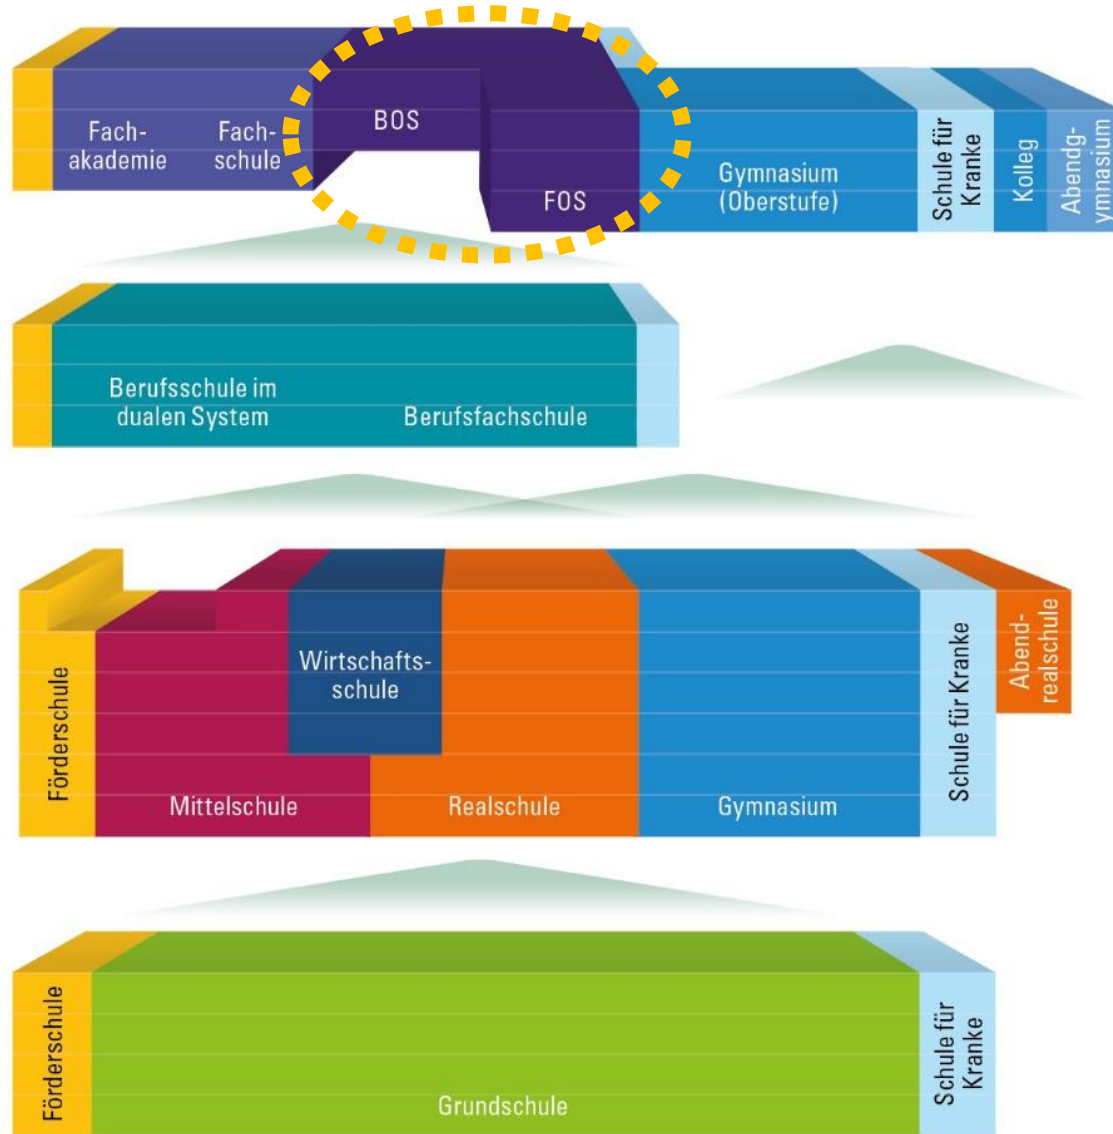 Fach-
akademie
Fach-
schule
BOS
FOS
Gymnasium
(Oberstufe)
Schule für
Kranke
Kolleg
Abendg-
ymnasium
Berufsschule im
dualen System
Berufsfachschule
Förderschule
Mittelschule
Wirtschafts-
schule
Realschule
Gymnasium
Schule für Kranke
Abend-
realschule
Förderschule
Grundschule
Schule für
Kranke